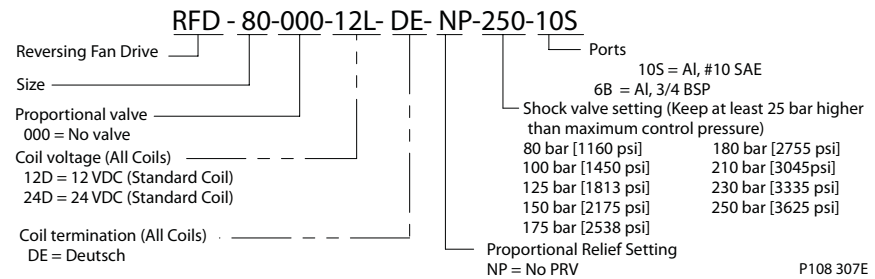 RFD - 80-000-12L- DE- NP-250-10S
Reversing Fan Drive
Size
Proportional valve
000 = No valve
Coil voltage (All Coils)
12D = 12 VDC (Standard Coil)
24D = 24 VDC (Standard Coil)
Coil termination (All Coils)
DE = Deutsch
Ports
10S = Al, #10 SAE
6B = Al, 3/4 BSP
Shock valve setting (Keep at least 25 bar higher
than maximum control pressure)
80 bar [1160 psi] 180 bar [2755 psi]
100 bar [1450 psi] 210 bar [3045psi]
125 bar [1813 psi] 230 bar [3335 psi]
150 bar [2175 psi] 250 bar [3625 psi]
175 bar [2538 psi]
Proportional Relief Setting
NP = No PRV
P108 307E